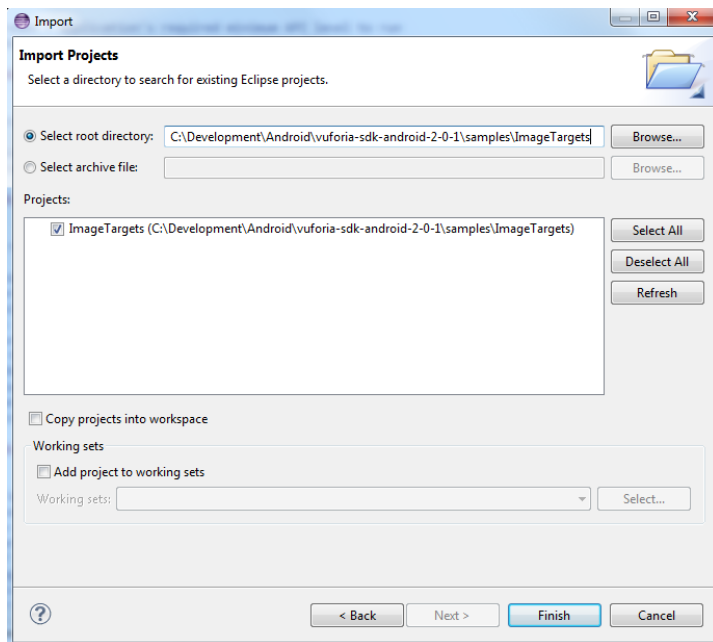 Import
Import Projects
Select a directory to search for existing Eclipse projects.
Select root directory: C:\Development\Android\vuforia-sdk-android-2-0-1\samples\ImageTargets Browse...
Select archive file: Browse...
Projects:
ImageTargets (C:\Development\Android\vuforia-sdk-android-2-0-1\samples\ImageTargets) Select All
Deselect All
Refresh
Copy projects into workspace
Working sets
Add project to working sets
Working sets: Select...
? < Back Next > Finish Cancel